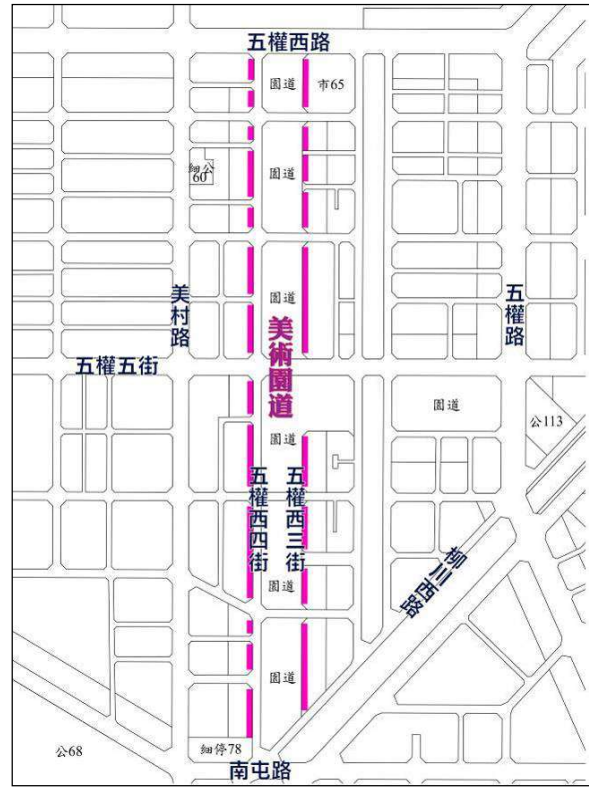 五權西路
園道
市65
園道
細公
60
園道
美村路
五權路
美術園道
五權五街
園道
公113
園道
五權西四街
五權西三街
柳川西路
園道
園道
公68
細停78
南屯路